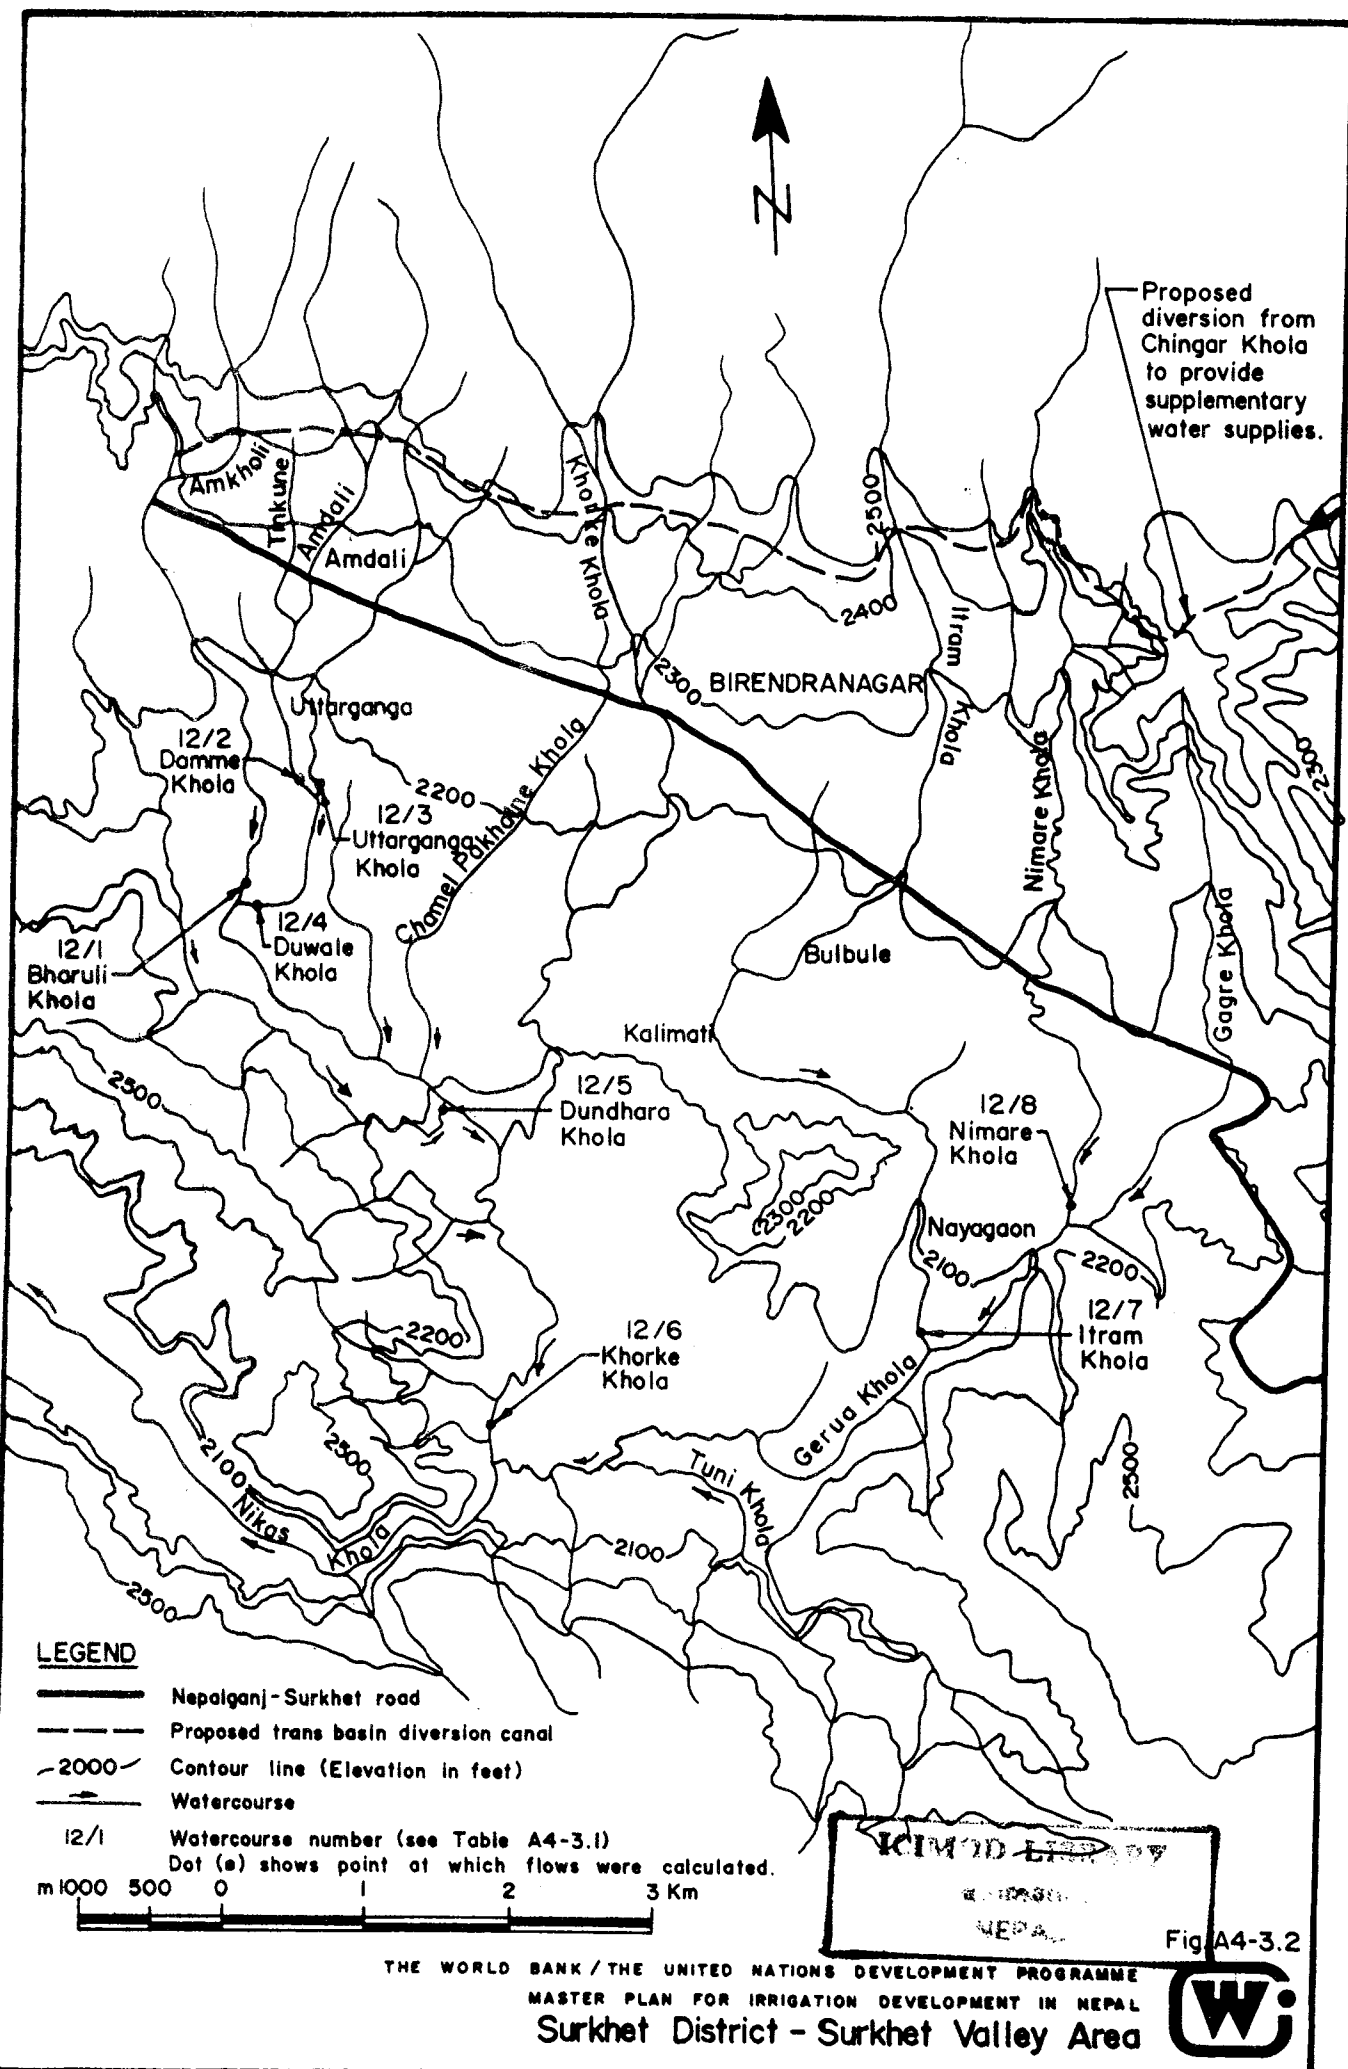 N
Proposed
diversion from
Chingar Khola
to provide
supplementary
water supplies.
Amkholi
Tinkune
Amdali
Amdali
Khorke Khola
2500
2400
Itram
Khola
2300
BIRENDRANAGAR
Uttarganga
12/2
Damme
Khola
2200
12/3
Uttarganga
Khola
Chamel Pakhane Khola
Nimare Khola
2300
12/4
Duwale
Khola
12/1
Bharuli
Khola
Bulbule
Gagre Khola
Kalimati
2500
12/5
Dundhara
Khola
12/8
Nimare
Khola
2300
2200
Nayagaon
2100
2200
2200
12/6
Khorke
Khola
12/7
Itram
Khola
Gerua Khola
2100
2500
Nikas
Khola
Tuni Khola
2500
2100
2500
LEGEND
Nepalganj-Surkhet road
Proposed trans basin diversion canal
2000 Contour line (Elevation in feet)
Watercourse
12/1 Watercourse number (see Table A4-3.1)
Dot (●) shows point at which flows were calculated.
m 1000 500 0 1 2 3 Km
ICIMOD LIBRARY
NEPAL
Fig. A4-3.2
THE WORLD BANK / THE UNITED NATIONS DEVELOPMENT PROGRAMME
MASTER PLAN FOR IRRIGATION DEVELOPMENT IN NEPAL
Surkhet District - Surkhet Valley Area
W